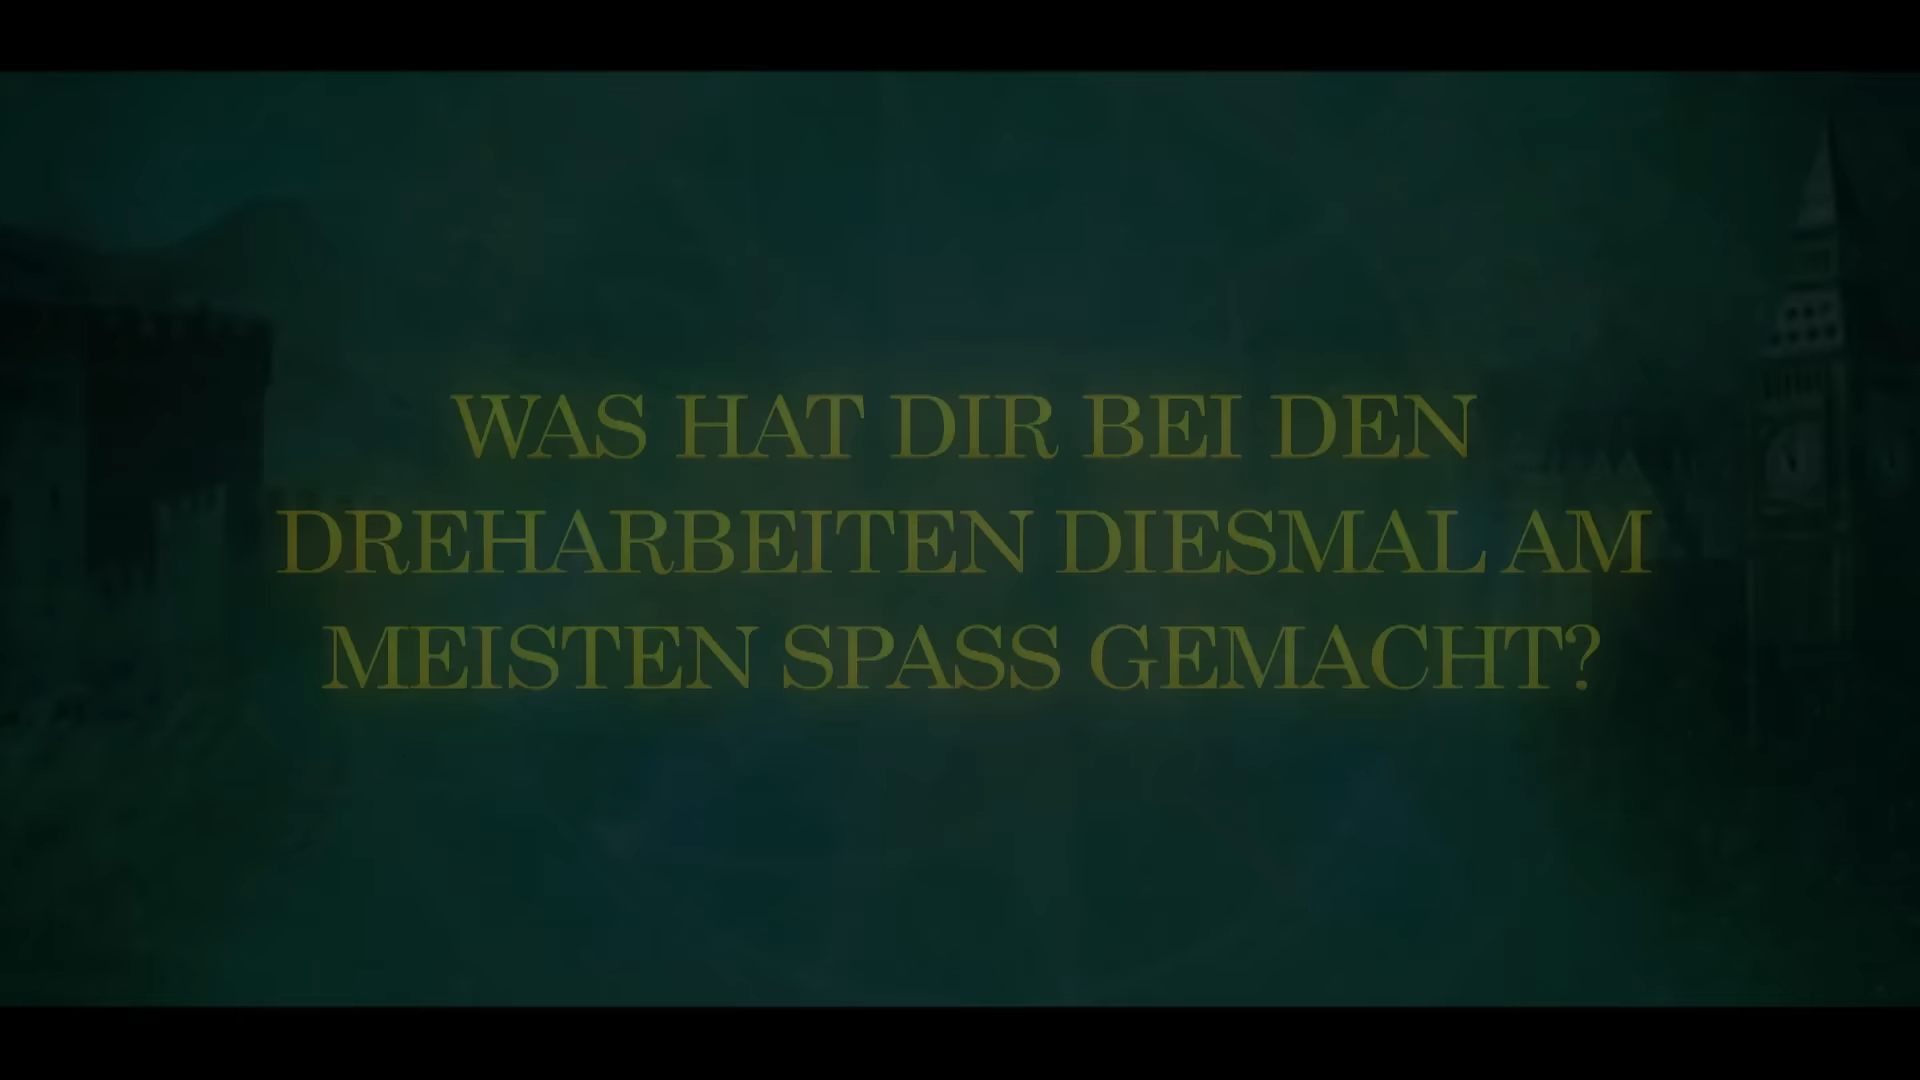 WAS HAT DIR BEI DEN
DREHARBEITEN DIESMAL AM
MEISTEN SPASS GEMACHT?